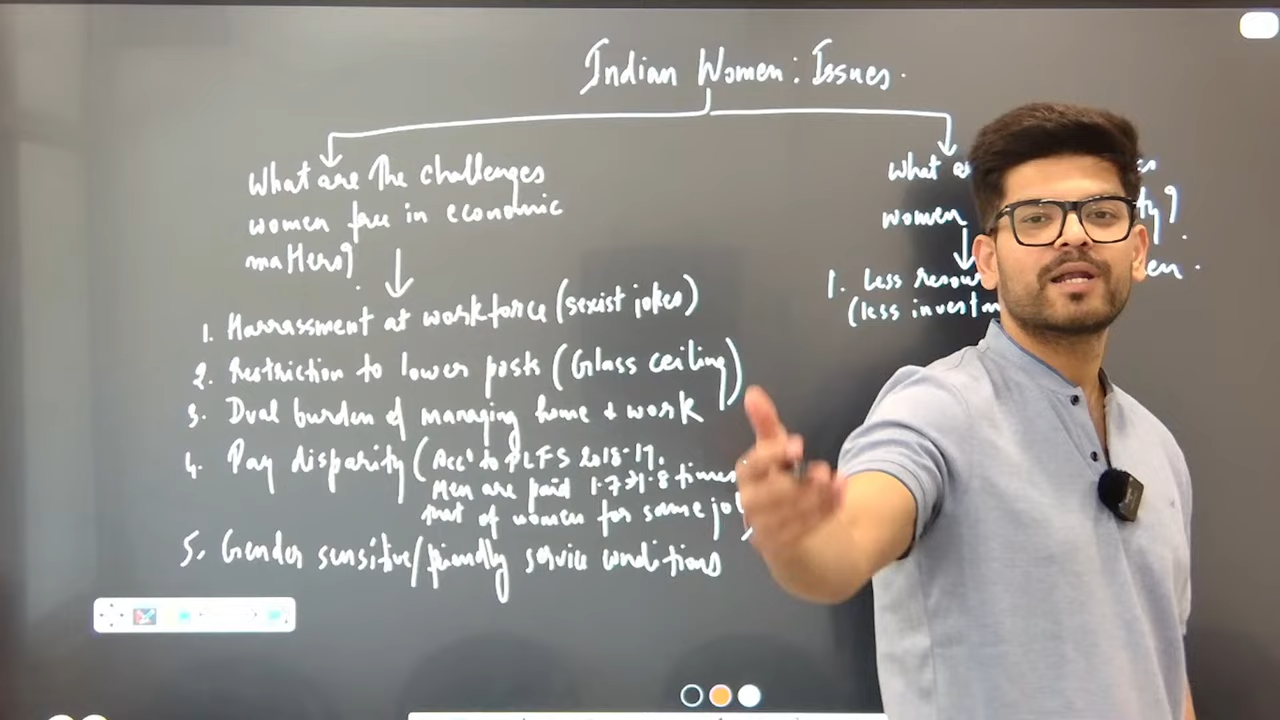 Indian Women: Issues.
What are the challenges
women face in economic
matters?
1. Harrassment at workforce (sexist jokes)
2. Restriction to lower posts (Glass ceiling)
3. Dual burden of managing home & work
4. Pay disparity (Acc to PLFS 2018-19.
Men are paid 1.7 1.8 times
that of women for same
5. Gender sensitive/friendly service conditions
What
women
1. Less
(less